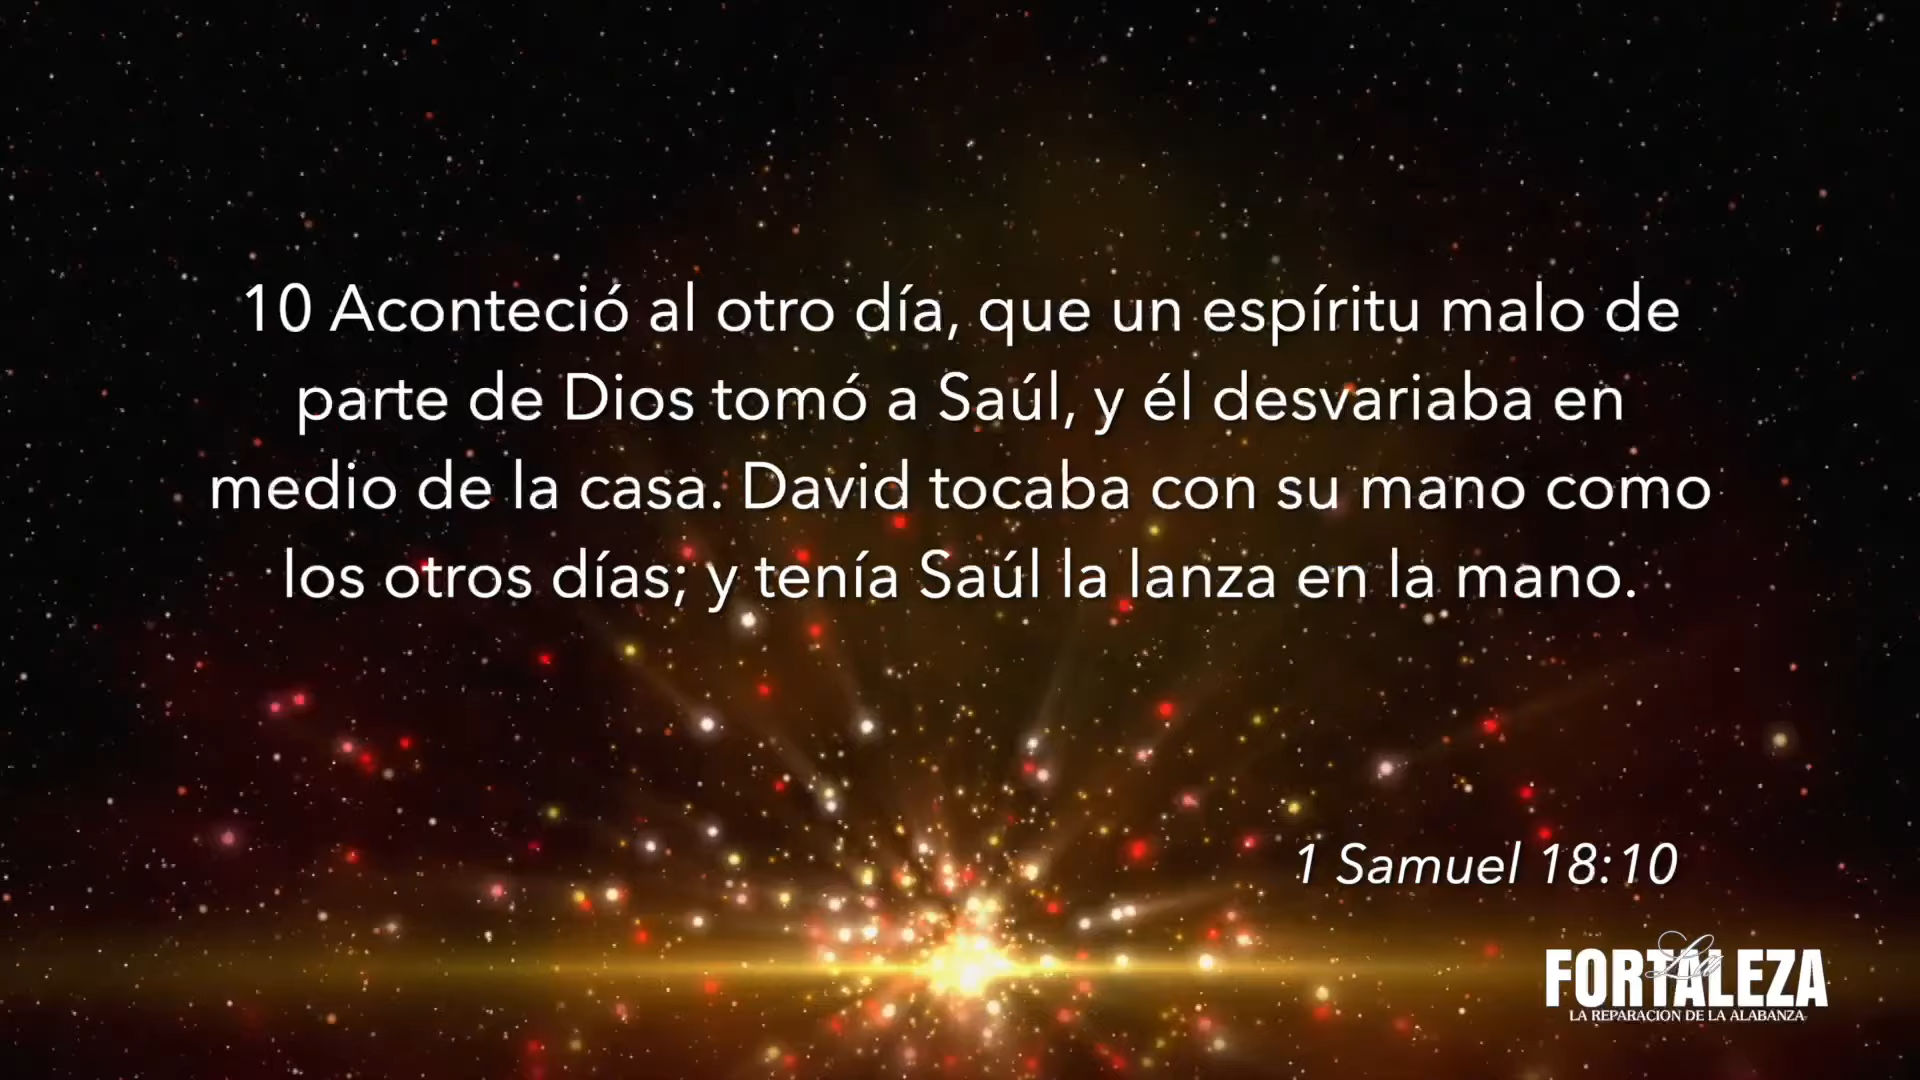 10 Aconteció al otro día, que un espíritu malo de
parte de Dios tomó a Saúl, y él desvariaba en
medio de la casa. David tocaba con su mano como
los otros días; y tenía Saúl la lanza en la mano.
1 Samuel 18:10
La
FORTALEZA
LA REPARACION DE LA ALABANZA